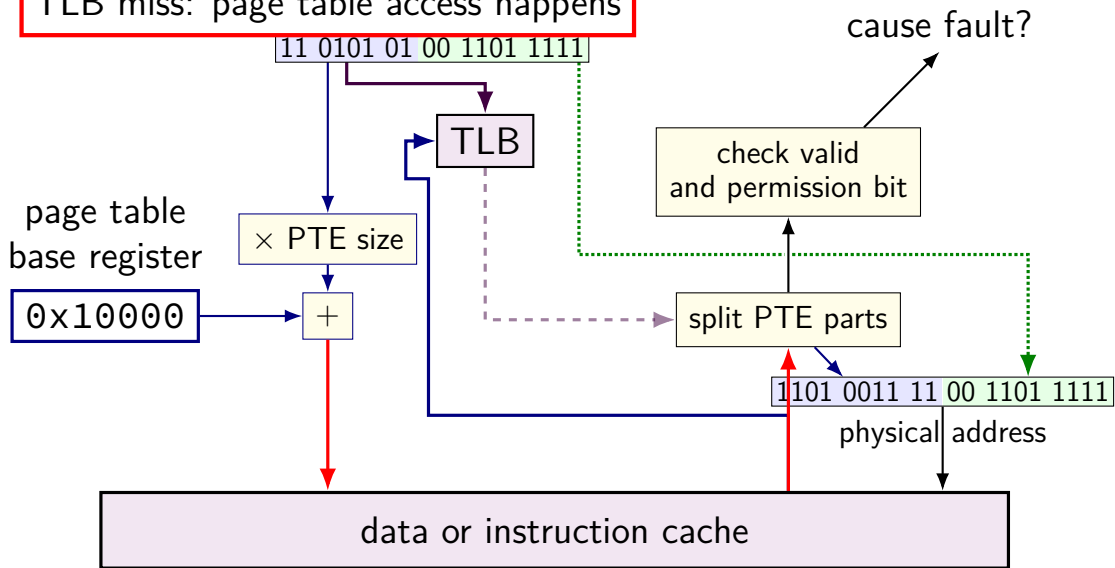 TLB miss: page table access happens
11 0101 01 00 1101 1111
cause fault?
TLB
check valid
and permission bit
page table
base register
× PTE size
0x10000
+
split PTE parts
1101 0011 11 00 1101 1111
physical address
data or instruction cache